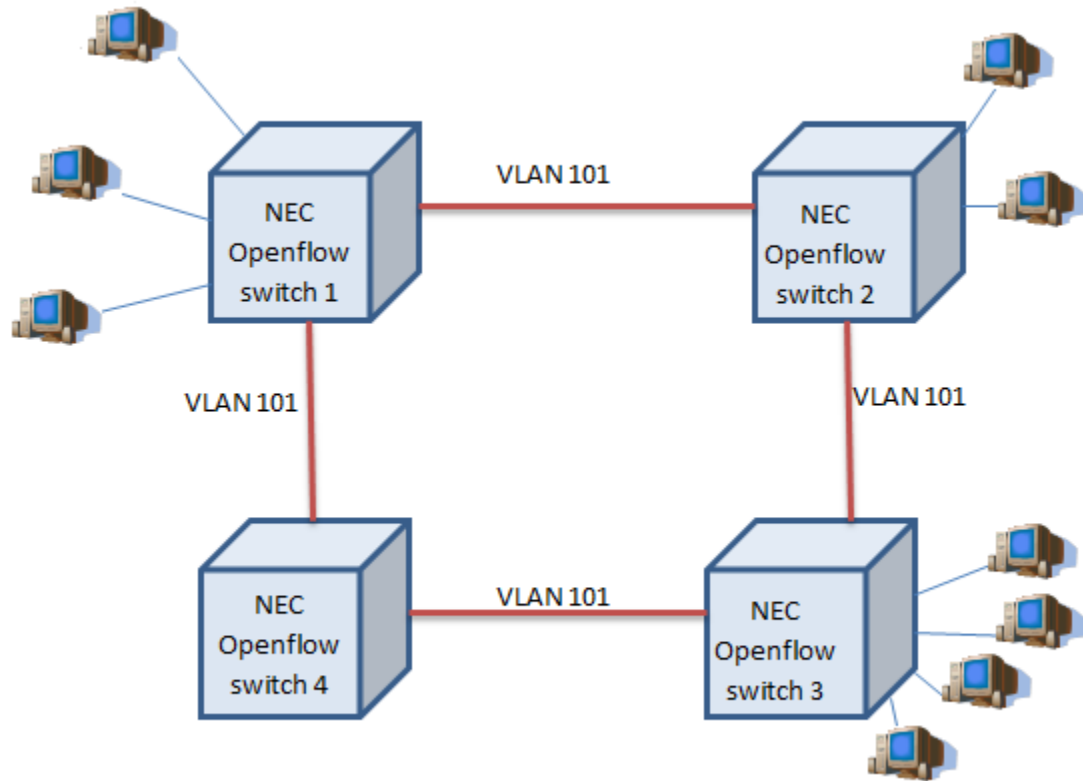 VLAN 101
NEC
Openflow
switch 1
NEC
Openflow
switch 2
VLAN 101
VLAN 101
VLAN 101
NEC
Openflow
switch 4
NEC
Openflow
switch 3